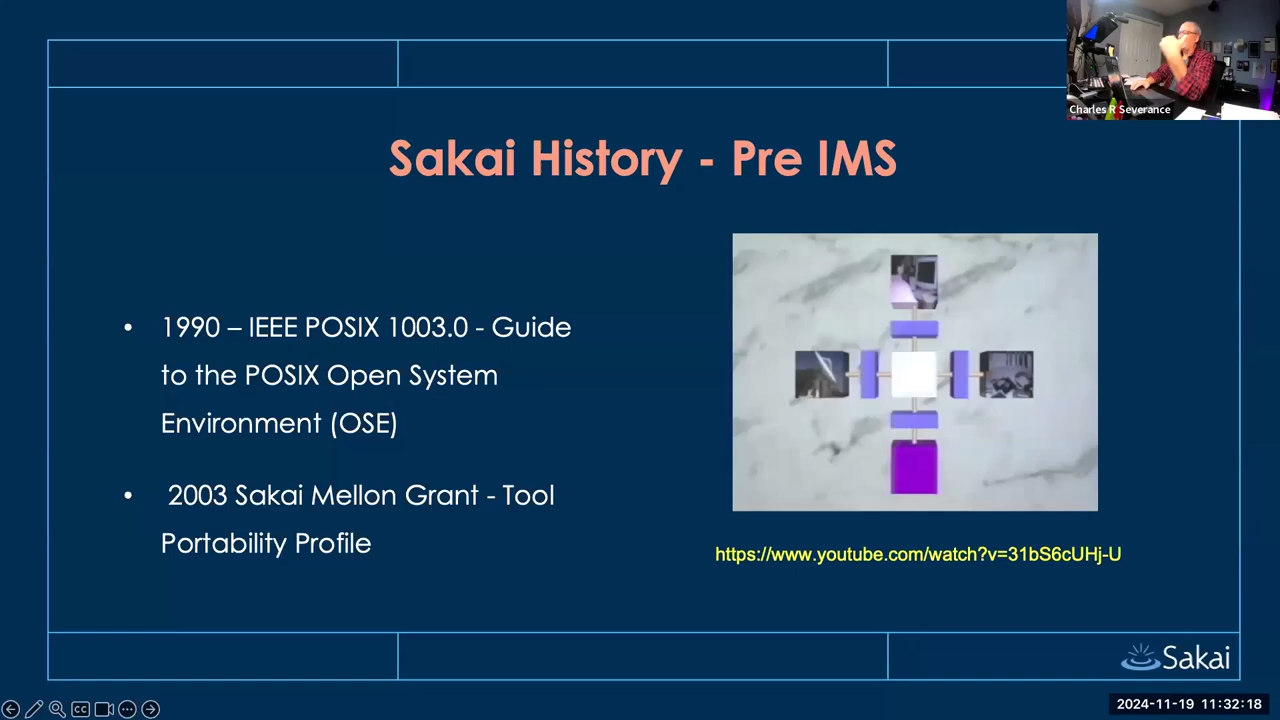 Charles R Severance
Sakai History - Pre IMS
• 1990 – IEEE POSIX 1003.0 - Guide
to the POSIX Open System
Environment (OSE)
• 2003 Sakai Mellon Grant - Tool
Portability Profile
https://www.youtube.com/watch?v=31bS6cUHj-U
Sakai
CC
2024-11-19 11:32:18